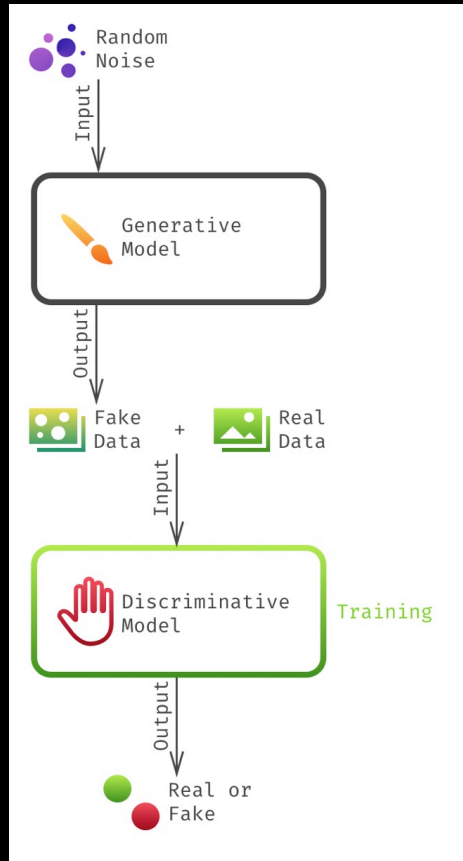 Random
Noise
Input
Generative
Model
Output
Fake
Data
+
Real
Data
Input
Discriminative
Model
Training
Output
Real or
Fake